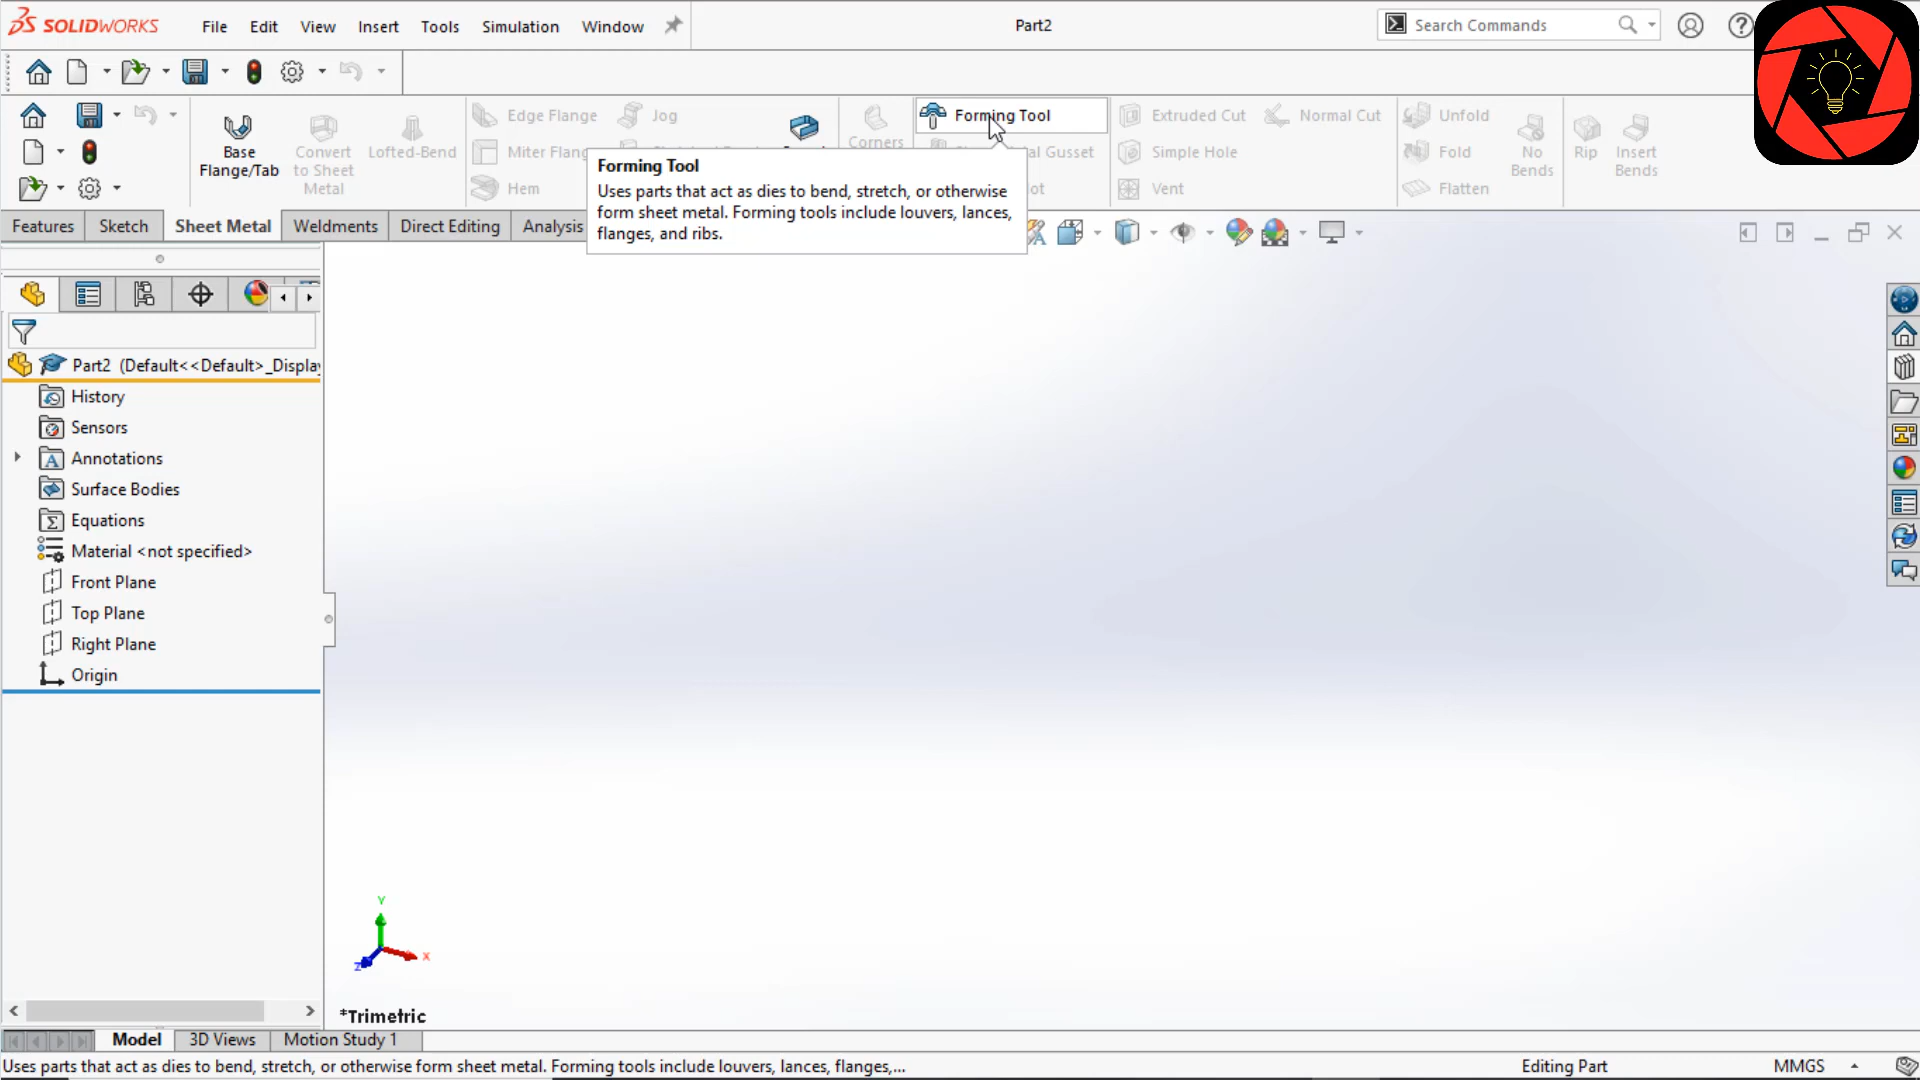 SOLIDWORKS File Edit View Insert Tools Simulation Window Part2 Search Commands
Edge Flange Jog Forming Tool Extruded Cut Normal Cut Unfold
Base Flange/Tab
Convert to Sheet Metal
Lofted-Bend
Miter Flang
Corners
al Gusset
Simple Hole
Fold
No Bends
Rip
Insert Bends
Hem
Vent
Flatten
Forming Tool
Uses parts that act as dies to bend, stretch, or otherwise
form sheet metal. Forming tools include louvers, lances,
flanges, and ribs.
Features Sketch Sheet Metal Weldments Direct Editing Analysis
Part2 (Default<<Default>_Display
History
Sensors
Annotations
Surface Bodies
Equations
Material <not specified>
Front Plane
Top Plane
Right Plane
Origin
Y
X
Z
*Trimetric
Model 3D Views Motion Study 1
Uses parts that act as dies to bend, stretch, or otherwise form sheet metal. Forming tools include louvers, lances, flanges,... Editing Part MMGS